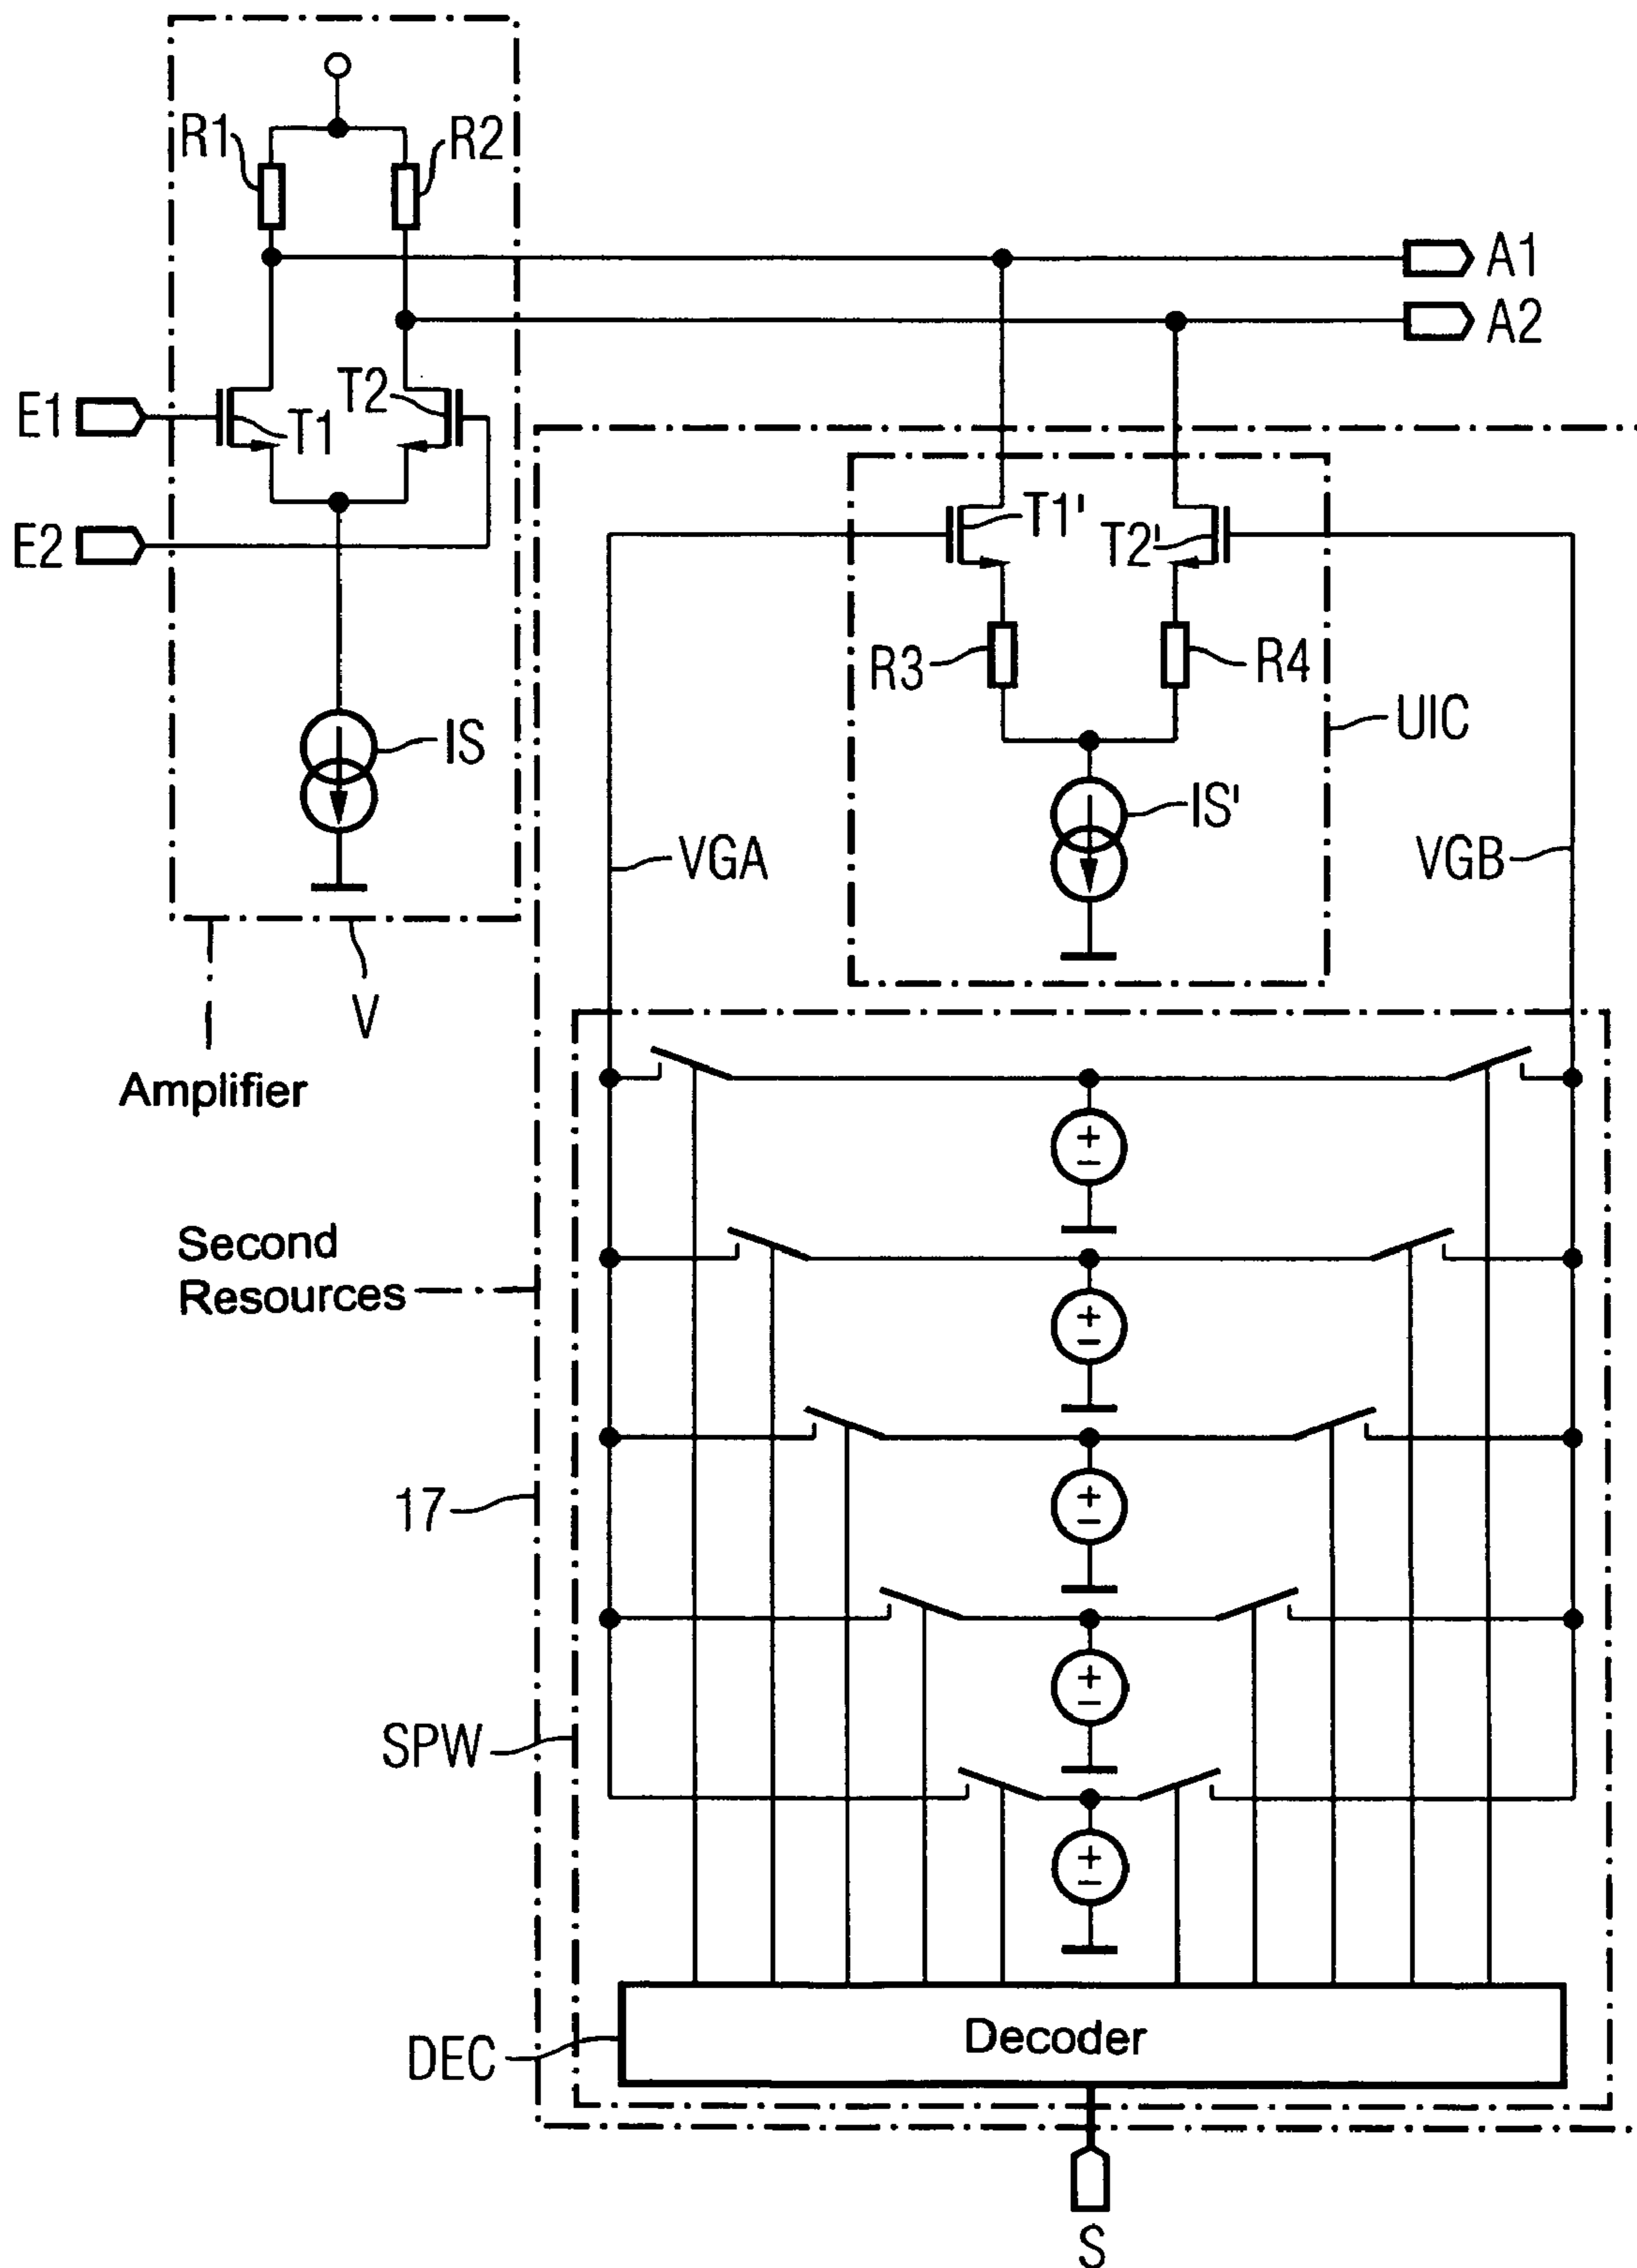 R1
R2
A1
A2
E1
T1
T2
E2
T1'
T2'
R3
R4
UIC
IS
IS'
VGA
VGB
V
Amplifier
+
−
Second
Resources
+
−
17
+
−
SPW
+
−
+
−
DEC
Decoder
S